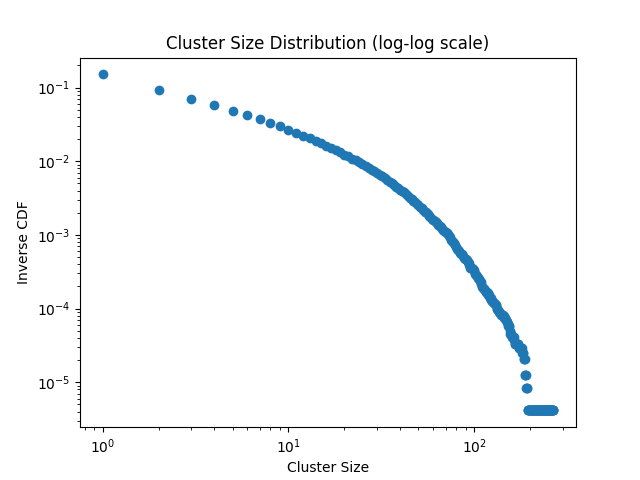 Cluster Size Distribution (log-log scale)
Inverse CDF
10⁻¹
10⁻²
10⁻³
10⁻⁴
10⁻⁵
10⁰ 10¹ 10²
Cluster Size